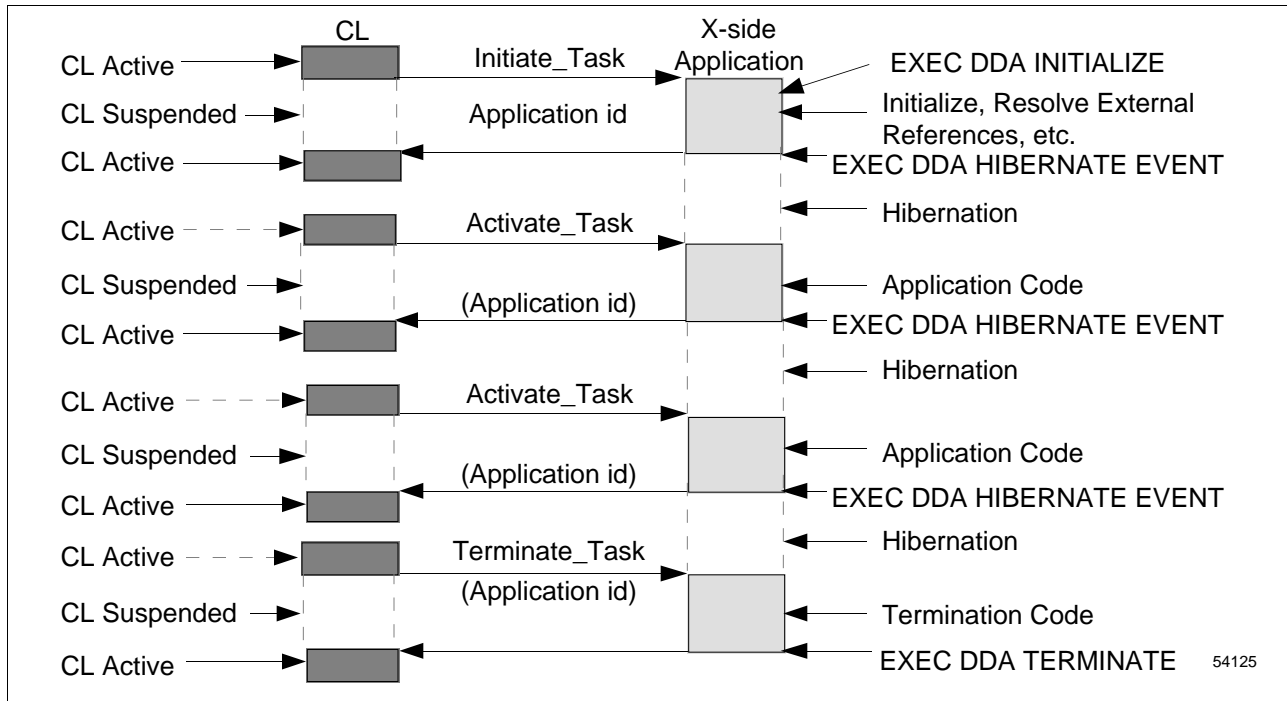 CL
X-side
Application
CL Active
Initiate_Task
EXEC DDA INITIALIZE
CL Suspended
Application id
Initialize, Resolve External
References, etc.
CL Active
EXEC DDA HIBERNATE EVENT
Hibernation
CL Active
Activate_Task
CL Suspended
Application Code
(Application id)
CL Active
EXEC DDA HIBERNATE EVENT
Hibernation
CL Active
Activate_Task
CL Suspended
Application Code
(Application id)
CL Active
EXEC DDA HIBERNATE EVENT
Hibernation
CL Active
Terminate_Task
(Application id)
CL Suspended
Termination Code
CL Active
EXEC DDA TERMINATE
54125